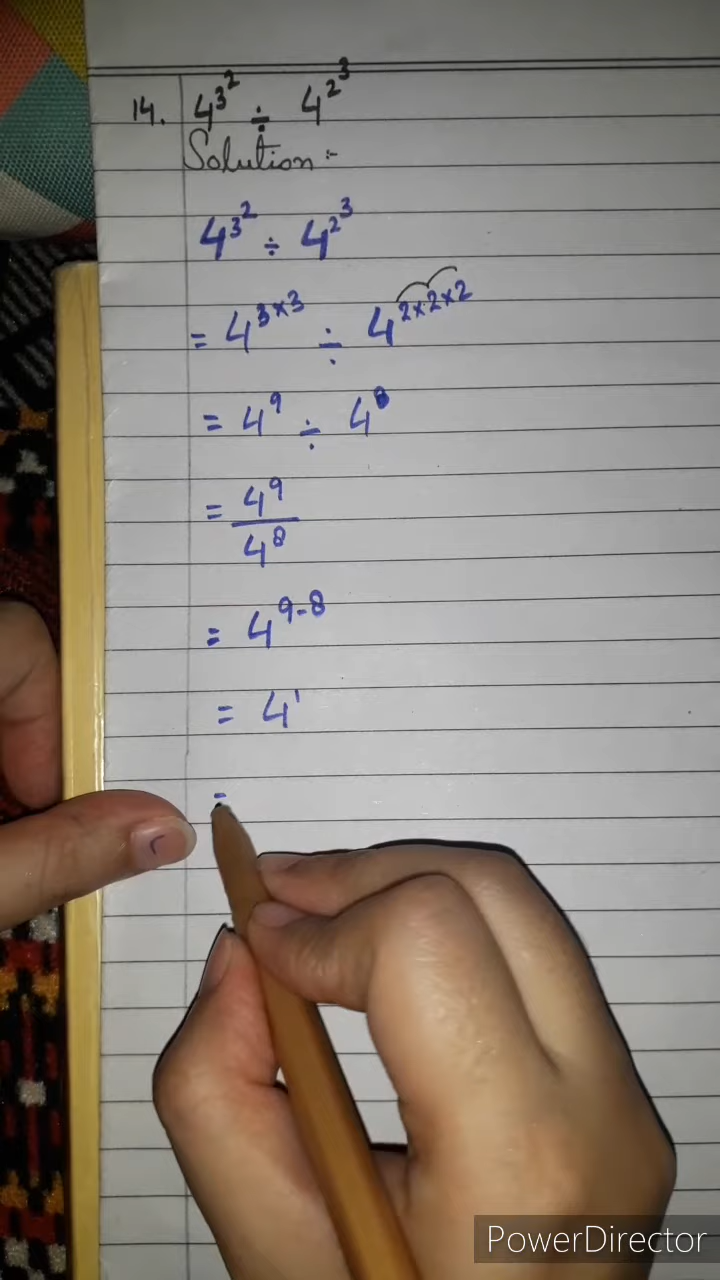 14. 4^3^2 ÷ 4^2^3
Solution :-
4^3^2 ÷ 4^2^3
= 4^3×3 ÷ 4^2×2×2
= 4^9 ÷ 4^8
= 4^9
4^8
= 4^9-8
= 4^1
=
PowerDirector